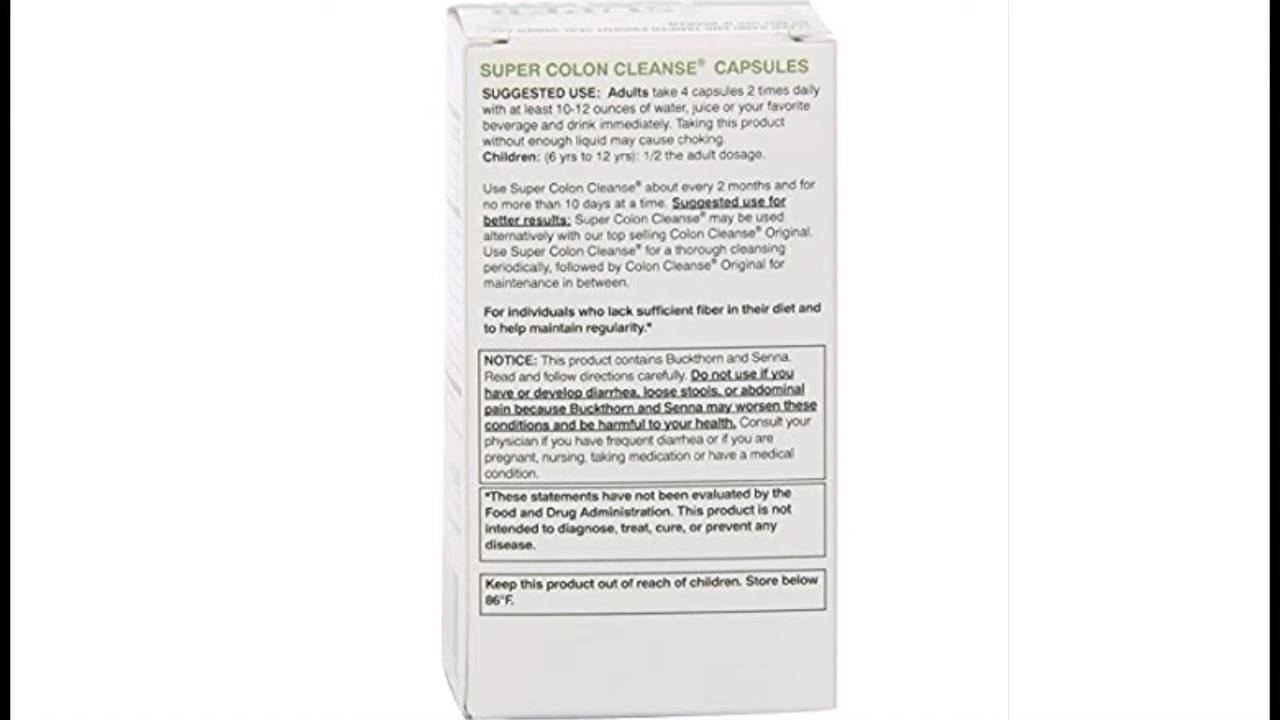 SUPER COLON CLEANSE® CAPSULES
SUGGESTED USE: Adults take 4 capsules 2 times daily
with at least 10-12 ounces of water, juice or your favorite
beverage and drink immediately. Taking this product
without enough liquid may cause choking.
Children: (6 yrs to 12 yrs): 1/2 the adult dosage.
Use Super Colon Cleanse® about every 2 months and for
no more than 10 days at a time. Suggested use for
better results: Super Colon Cleanse® may be used
alternatively with our top selling Colon Cleanse® Original.
Use Super Colon Cleanse® for a thorough cleansing
periodically, followed by Colon Cleanse® Original for
maintenance in between.
For individuals who lack sufficient fiber in their diet and
to help maintain regularity.*
NOTICE: This product contains Buckthorn and Senna.
Read and follow directions carefully. Do not use if you
have or develop diarrhea, loose stools, or abdominal
pain because Buckthorn and Senna may worsen these
conditions and be harmful to your health. Consult your
physician if you have frequent diarrhea or if you are
pregnant, nursing, taking medication or have a medical
condition.
*These statements have not been evaluated by the
Food and Drug Administration. This product is not
intended to diagnose, treat, cure, or prevent any
disease.
Keep this product out of reach of children. Store below
86°F.